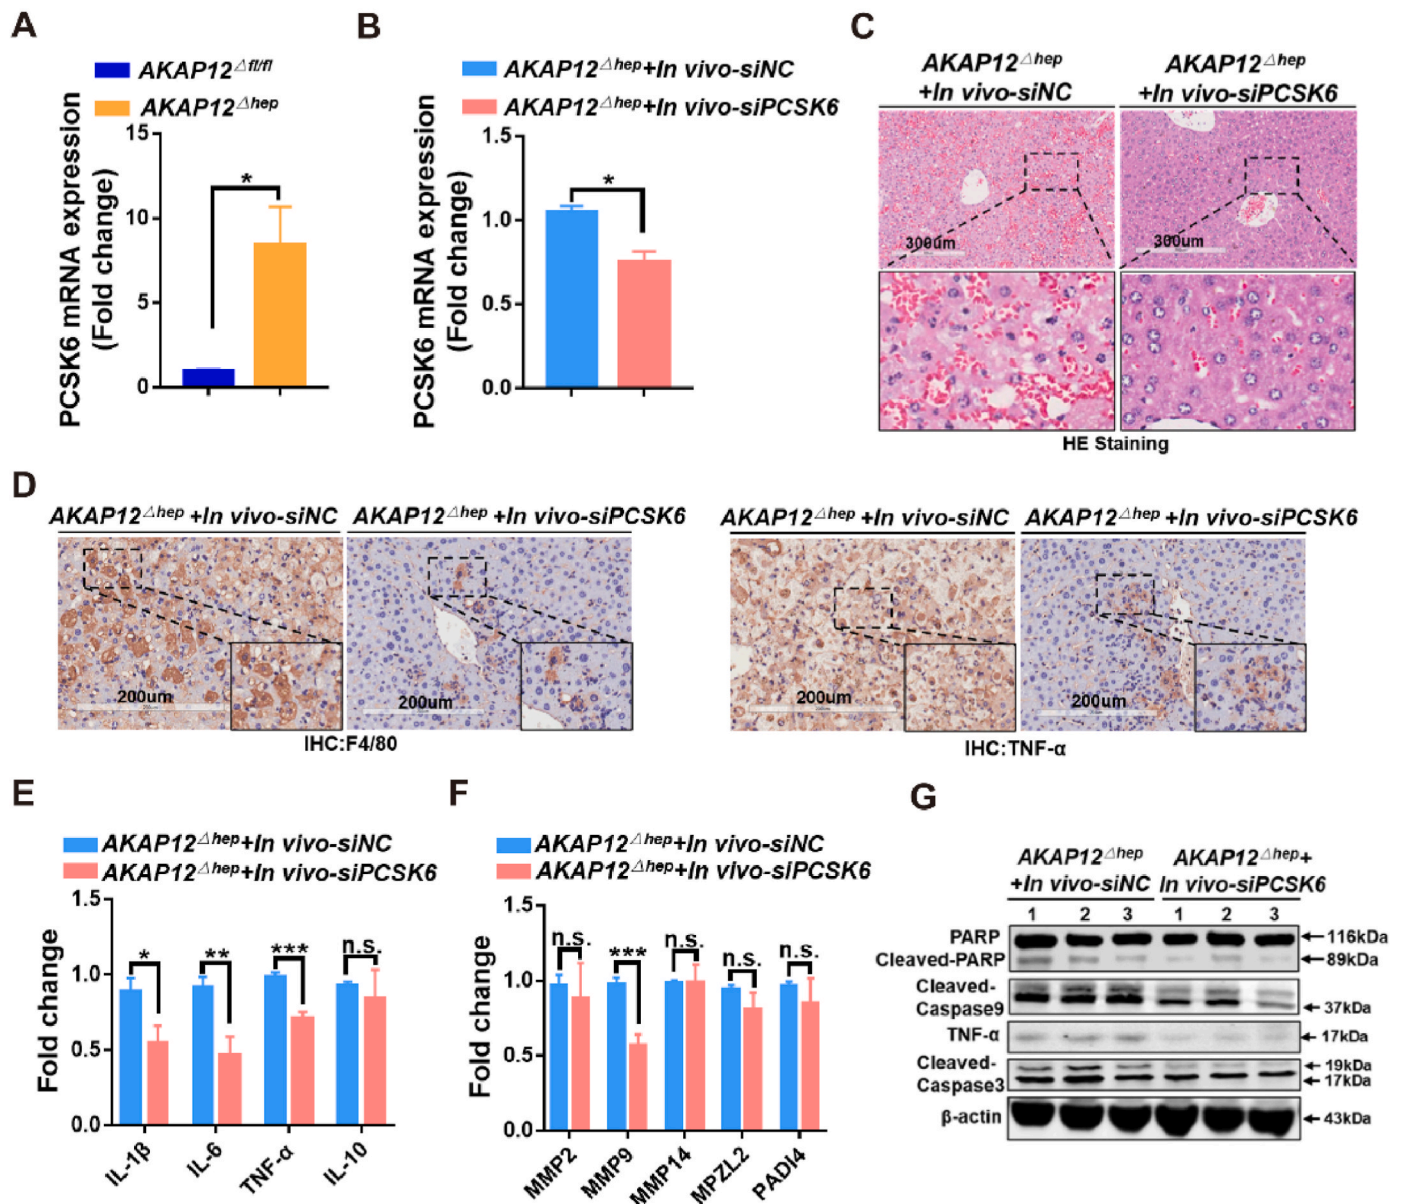 A
AKAP12△fl/fl
AKAP12△hep
PCSK6 mRNA expression
(Fold change)
15
10
5
0
*
B
AKAP12△hep+In vivo-siNC
AKAP12△hep+In vivo-siPCSK6
PCSK6 mRNA expression
(Fold change)
1.5
1.0
0.5
0.0
*
C
AKAP12△hep
+In vivo-siNC
AKAP12△hep
+In vivo-siPCSK6
300um
300um
HE Staining
D
AKAP12△hep +In vivo-siNC
AKAP12△hep +In vivo-siPCSK6
200um
200um
IHC:F4/80
AKAP12△hep +In vivo-siNC
AKAP12△hep +In vivo-siPCSK6
200um
200um
IHC:TNF-α
E
AKAP12△hep+In vivo-siNC
AKAP12△hep+In vivo-siPCSK6
Fold change
1.5
1.0
0.5
0.0
*
**
***
n.s.
IL-1β
IL-6
TNF-α
IL-10
F
AKAP12△hep+In vivo-siNC
AKAP12△hep+In vivo-siPCSK6
Fold change
1.5
1.0
0.5
0.0
n.s.
***
n.s.
n.s.
n.s.
MMP2
MMP9
MMP14
MPZL2
PADI4
G
AKAP12△hep
+In vivo-siNC
AKAP12△hep+
In vivo-siPCSK6
1 2 3 1 2 3
PARP
116kDa
Cleaved-PARP
89kDa
Cleaved-
Caspase9
37kDa
TNF-α
17kDa
Cleaved-
Caspase3
19kDa
17kDa
β-actin
43kDa